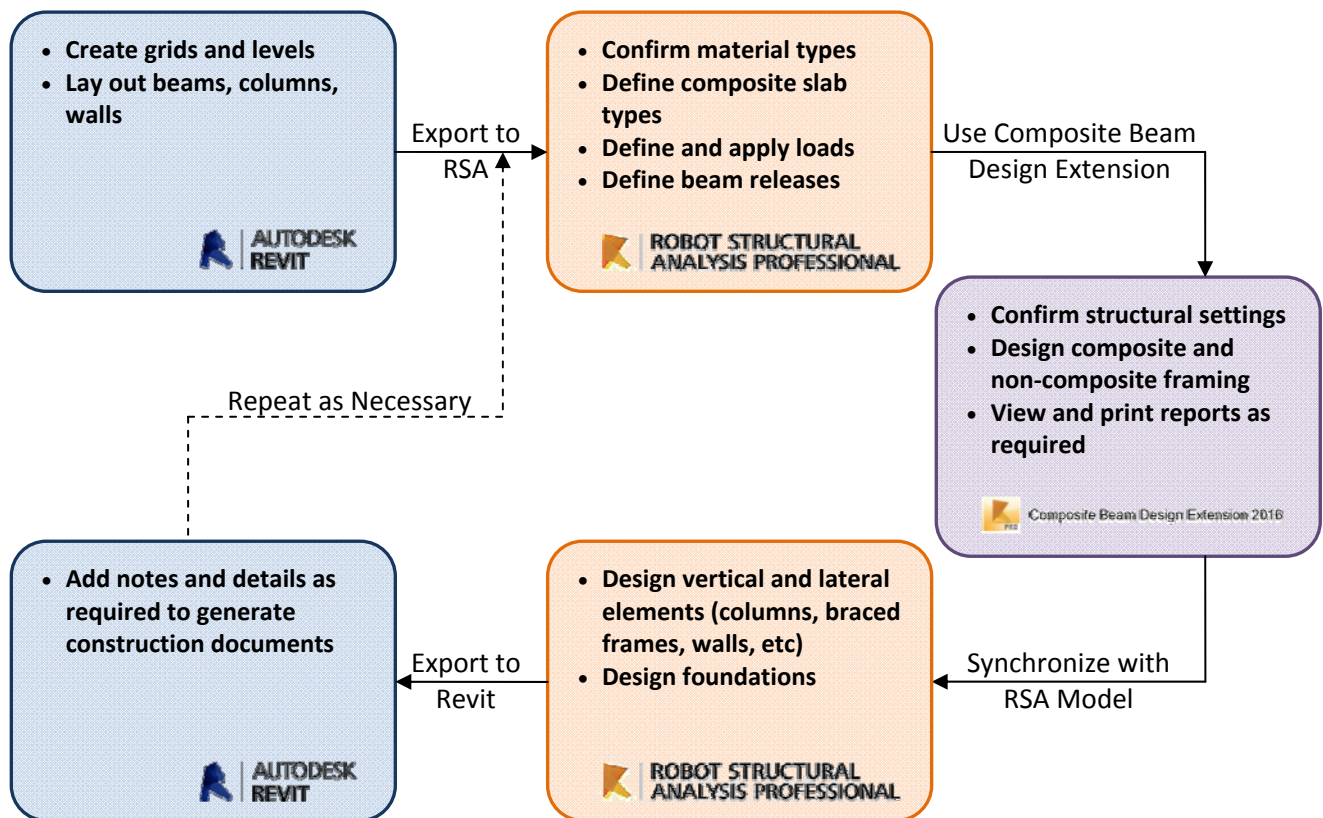 • Create grids and levels
• Lay out beams, columns,
walls
AUTODESK
REVIT
Export to
RSA
• Confirm material types
• Define composite slab
types
• Define and apply loads
• Define beam releases
ROBOT STRUCTURAL
ANALYSIS PROFESSIONAL
Use Composite Beam
Design Extension
• Confirm structural settings
• Design composite and
non-composite framing
• View and print reports as
required
PRO
Composite Beam Design Extension 2016
Synchronize with
RSA Model
• Design vertical and lateral
elements (columns, braced
frames, walls, etc)
• Design foundations
ROBOT STRUCTURAL
ANALYSIS PROFESSIONAL
Export to
Revit
• Add notes and details as
required to generate
construction documents
AUTODESK
REVIT
Repeat as Necessary